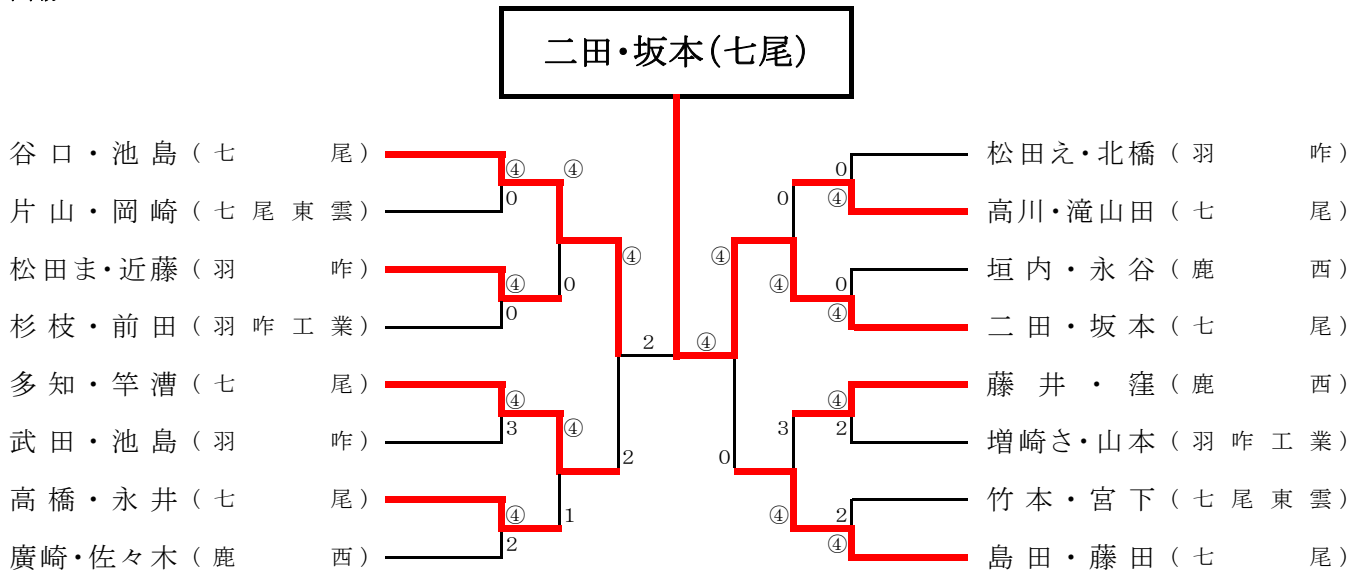 二田・坂本(七尾)
谷口・池島(七尾)
④
④
0
片山・岡崎(七尾東雲)
④
松田ま・近藤(羽咋)
④
0
0
杉枝・前田(羽咋工業)
2
多知・竿漕(七尾)
④
④
3
武田・池島(羽咋)
2
高橋・永井(七尾)
④
1
2
廣崎・佐々木(鹿西)
松田え・北橋(羽咋)
0
0
④
高川・滝山田(七尾)
④
垣内・永谷(鹿西)
④
0
④
二田・坂本(七尾)
④
藤井・窪(鹿西)
④
3
2
増崎さ・山本(羽咋工業)
0
竹本・宮下(七尾東雲)
④
2
④
島田・藤田(七尾)